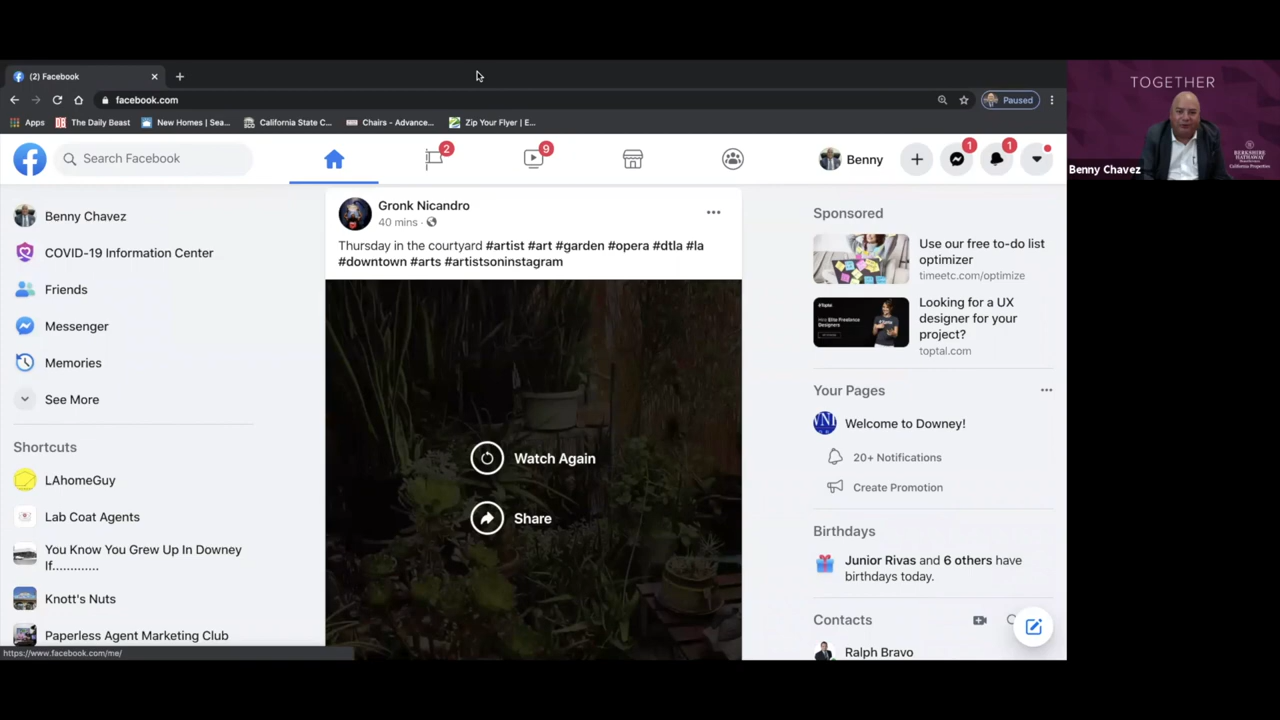 (2) Facebook
facebook.com
Paused
Apps
The Daily Beast
New Homes | Sea...
California State C...
Chairs - Advance...
Zip Your Flyer | E...
Search Facebook
2
9
Benny
1
1
Benny Chavez
COVID-19 Information Center
Friends
Messenger
Memories
See More
Shortcuts
LAhomeGuy
Lab Coat Agents
You Know You Grew Up In Downey
If.............
Knott's Nuts
Paperless Agent Marketing Club
https://www.facebook.com/me/
Gronk Nicandro
40 mins ·
Thursday in the courtyard #artist #art #garden #opera #dtla #la
#downtown #arts #artistsoninstagram
Watch Again
Share
Sponsored
Use our free to-do list
optimizer
timeetc.com/optimize
Looking for a UX
designer for your
project?
toptal.com
Your Pages
Welcome to Downey!
20+ Notifications
Create Promotion
Birthdays
Junior Rivas and 6 others have
birthdays today.
Contacts
Ralph Bravo
TOGETHER
BERKSHIRE
HATHAWAY
HomeServices
California Properties
Benny Chavez